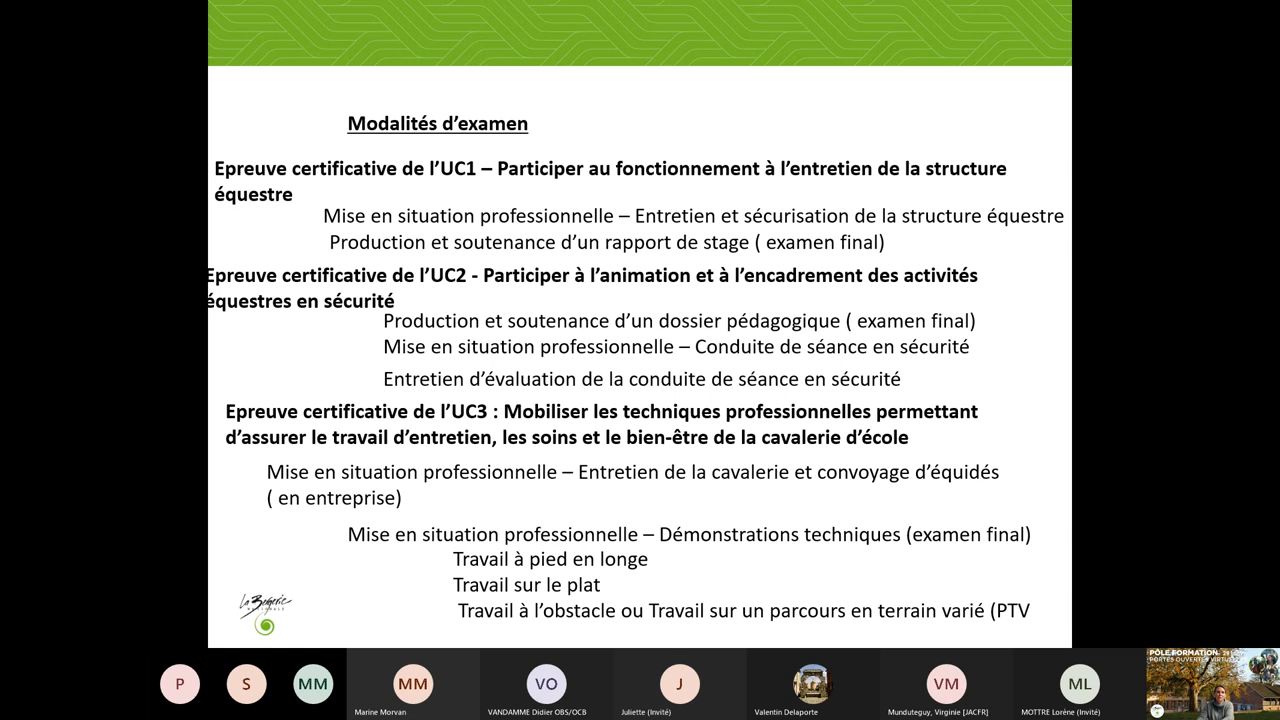 Modalités d’examen
Epreuve certificative de l’UC1 – Participer au fonctionnement à l’entretien de la structure
équestre
Mise en situation professionnelle – Entretien et sécurisation de la structure équestre
Production et soutenance d’un rapport de stage ( examen final)
Epreuve certificative de l’UC2 - Participer à l’animation et à l’encadrement des activités
équestres en sécurité
Production et soutenance d’un dossier pédagogique ( examen final)
Mise en situation professionnelle – Conduite de séance en sécurité
Entretien d’évaluation de la conduite de séance en sécurité
Epreuve certificative de l’UC3 : Mobiliser les techniques professionnelles permettant
d’assurer le travail d’entretien, les soins et le bien-être de la cavalerie d’école
Mise en situation professionnelle – Entretien de la cavalerie et convoyage d’équidés
( en entreprise)
Mise en situation professionnelle – Démonstrations techniques (examen final)
Travail à pied en longe
Travail sur le plat
Travail à l’obstacle ou Travail sur un parcours en terrain varié (PTV
La Bergerie
NATIONALE
P
S
MM
MM
VO
J
VM
ML
PÔLE FORMATION
PORTES OUVERTES
Marine Morvan
VANDAMME Didier OBS/OCB
Juliette (Invité)
Valentin Delaporte
Munduteguy, Virginie [JACFR]
MOTTRE Lorène (Invité)